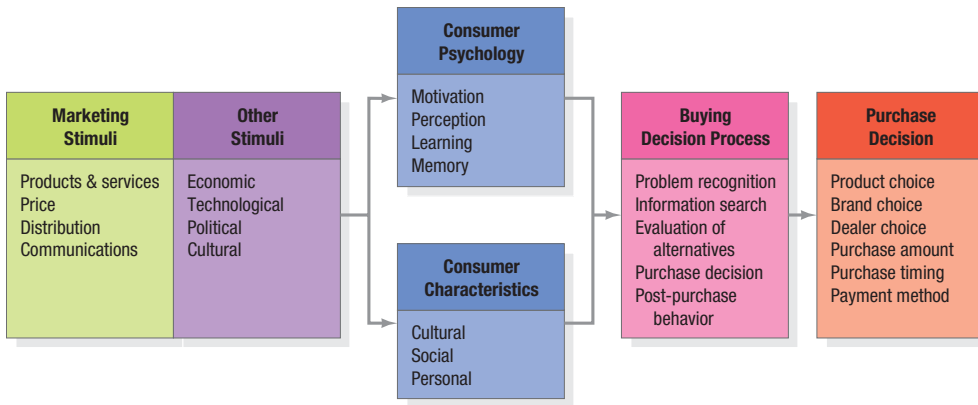 Marketing
Stimuli
Products & services
Price
Distribution
Communications
Other
Stimuli
Economic
Technological
Political
Cultural
Consumer
Psychology
Motivation
Perception
Learning
Memory
Consumer
Characteristics
Cultural
Social
Personal
Buying
Decision Process
Problem recognition
Information search
Evaluation of
alternatives
Purchase decision
Post-purchase
behavior
Purchase
Decision
Product choice
Brand choice
Dealer choice
Purchase amount
Purchase timing
Payment method